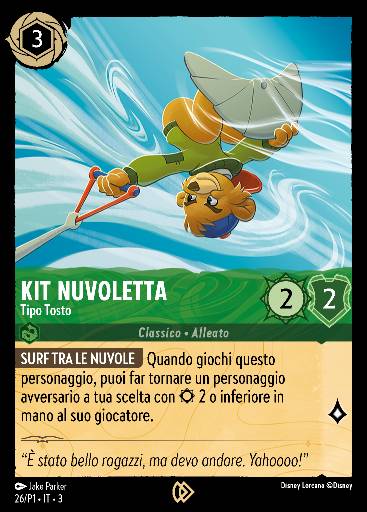 3
KIT NUVOLETTA
Tipo Tosto
2
2
Classico • Alleato
SURF TRA LE NUVOLE Quando giochi questo
personaggio, puoi far tornare un personaggio
avversario a tua scelta con 2 o inferiore in
mano al suo giocatore.
“È stato bello ragazzi, ma devo andore. Yahoooo!”
Jake Parker
Disney Lorcana ©Disney
26/P1 • IT • 3